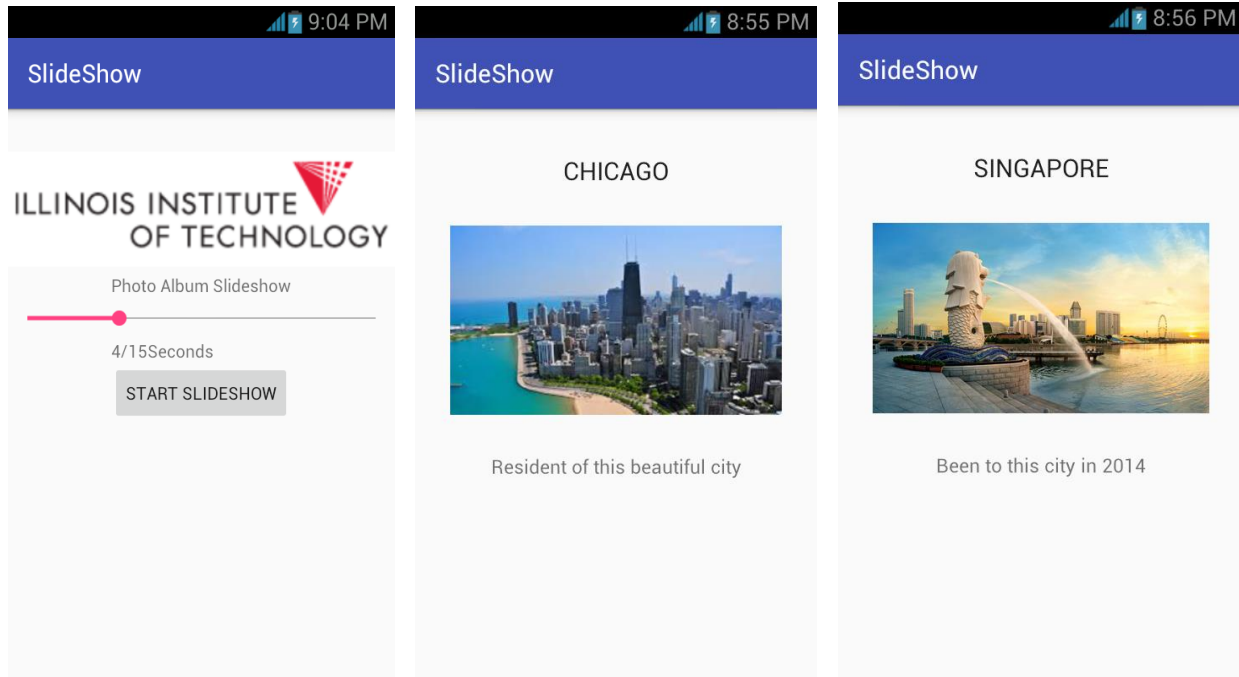 9:04 PM
SlideShow
ILLINOIS INSTITUTE
OF TECHNOLOGY
Photo Album Slideshow
4/15Seconds
START SLIDESHOW
8:55 PM
SlideShow
CHICAGO
Resident of this beautiful city
8:56 PM
SlideShow
SINGAPORE
Been to this city in 2014